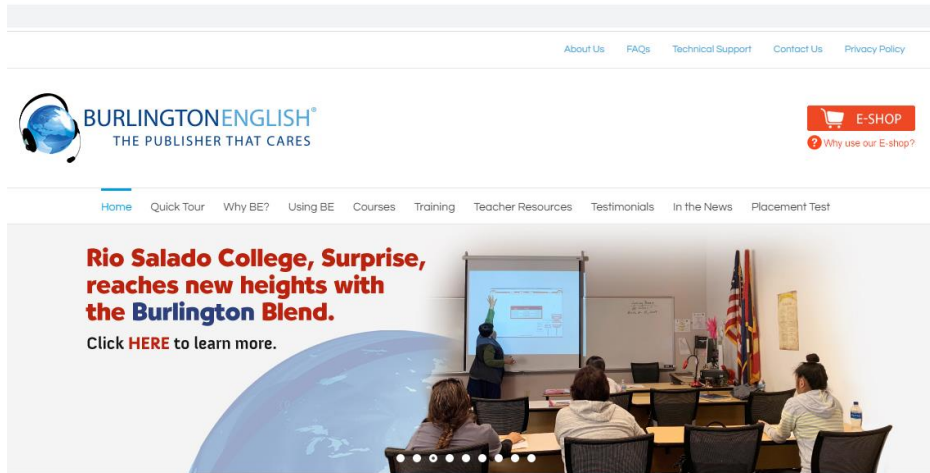 About Us FAQs Technical Support Contact Us Privacy Policy
BURLINGTONENGLISH®
THE PUBLISHER THAT CARES
E-SHOP
? Why use our E-shop?
Home Quick Tour Why BE? Using BE Courses Training Teacher Resources Testimonials In the News Placement Test
Rio Salado College, Surprise,
reaches new heights with
the Burlington Blend.
Click HERE to learn more.